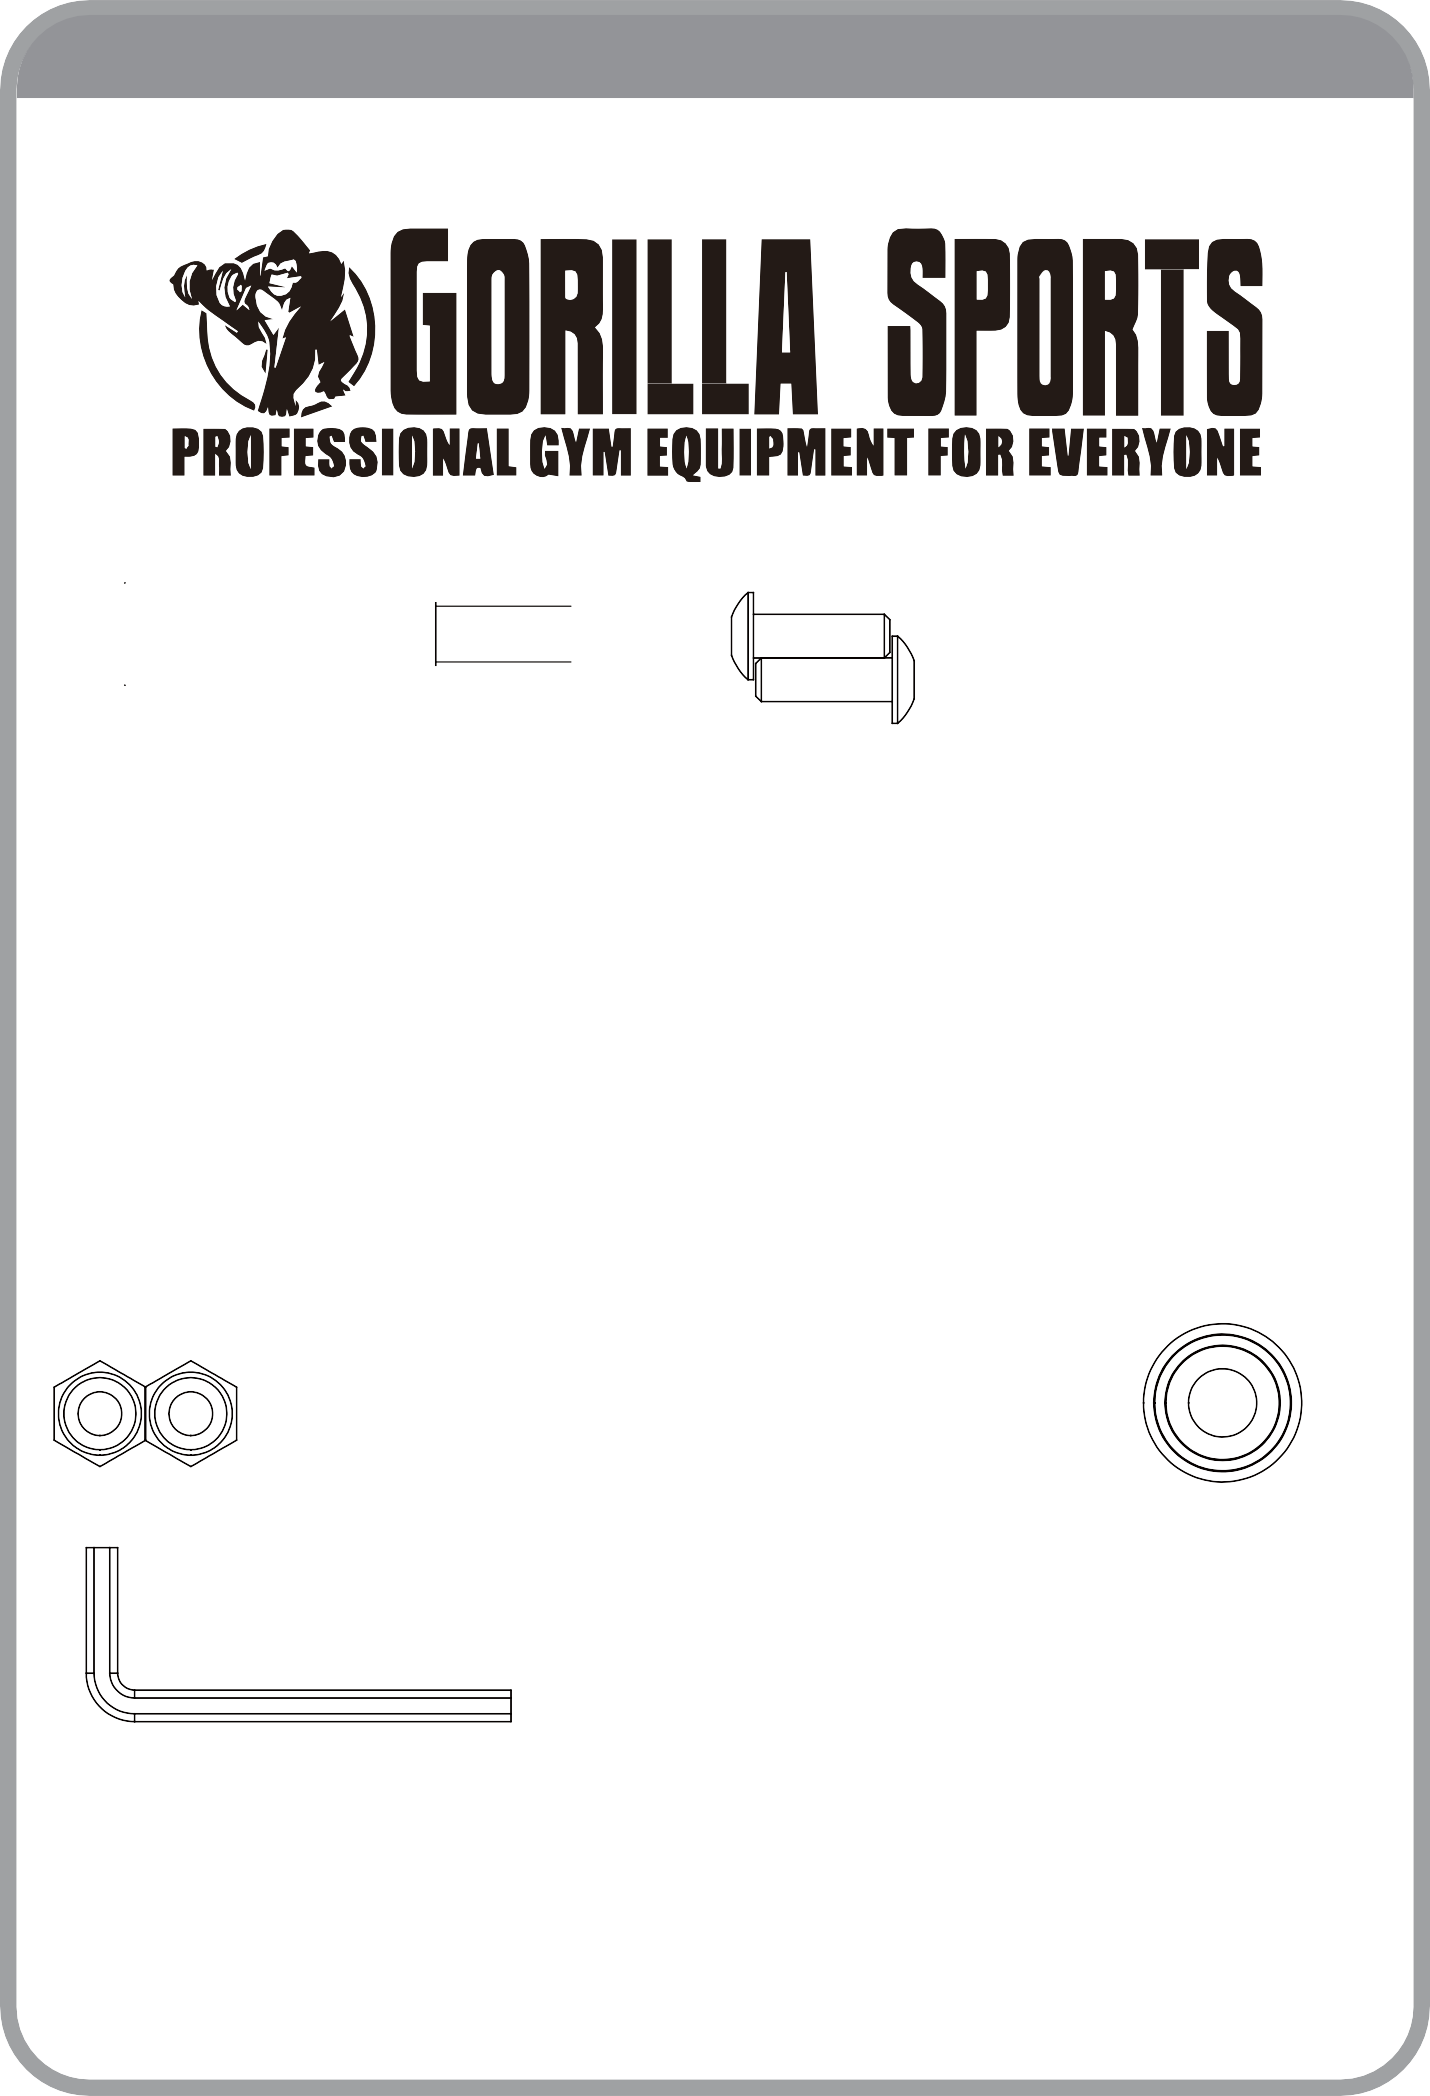 GORILLA SPORTS
PROFESSIONAL GYM EQUIPMENT FOR EVERYONE